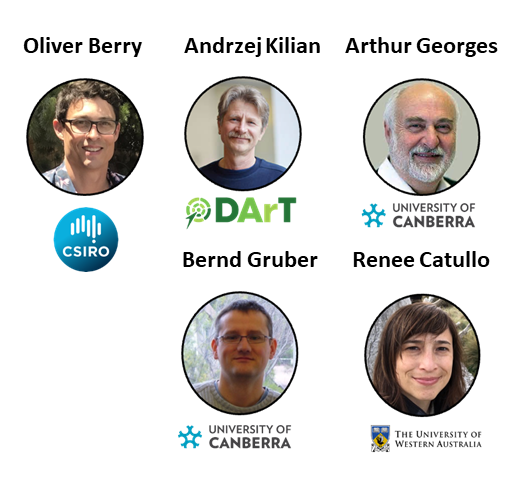 Oliver Berry
Andrzej Kilian
Arthur Georges
CSIRO
DArT
UNIVERSITY OF
CANBERRA
Bernd Gruber
Renee Catullo
UNIVERSITY OF
CANBERRA
THE UNIVERSITY OF
WESTERN AUSTRALIA